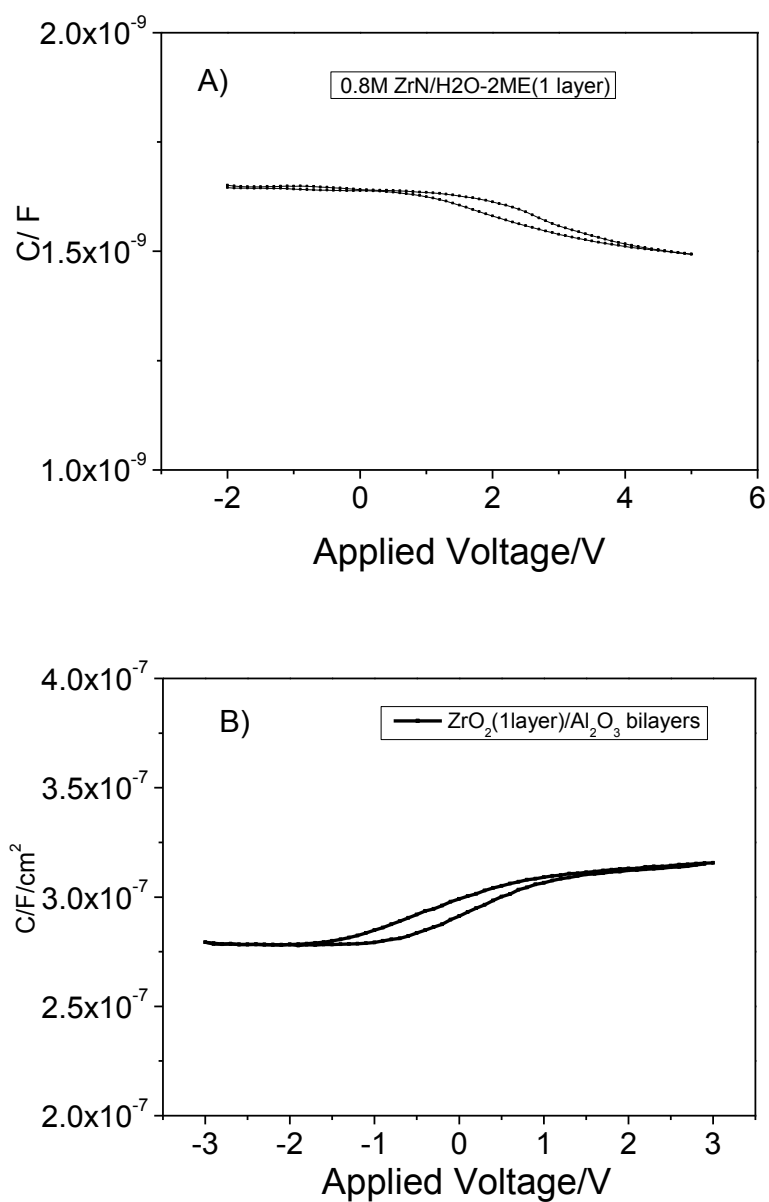 2.0x10⁻⁹
A)
0.8M ZrN/H2O-2ME(1 layer)
C/ F
1.5x10⁻⁹
1.0x10⁻⁹
-2 0 2 4 6
Applied Voltage/V
4.0x10⁻⁷
B)
ZrO₂(1layer)/Al₂O₃ bilayers
3.5x10⁻⁷
C/F/cm²
3.0x10⁻⁷
2.5x10⁻⁷
2.0x10⁻⁷
-3 -2 -1 0 1 2 3
Applied Voltage/V